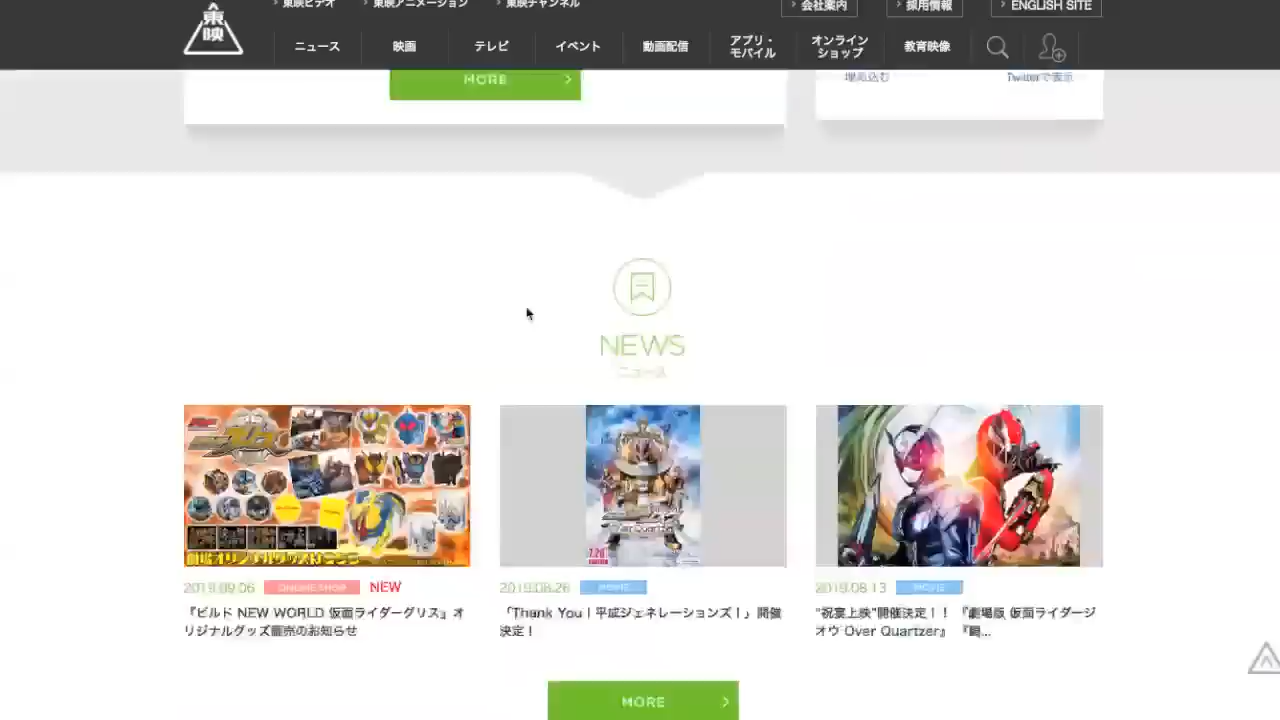 東映ビデオ 東映アニメーション 東映チャンネル 会社案内 採用情報 ENGLISH SITE
東映
ニュース 映画 テレビ イベント 動画配信 アプリ・モバイル オンラインショップ 教育映像
MORE
埋め込む Twitterで表示
NEWS
ニュース
2019.09.06 ONLINE SHOP NEW
『ビルド NEW WORLD 仮面ライダーグリス』オ
リジナルグッズ販売のお知らせ
7.26
2019.08.26 MOVIE
「Thank You！平成ジェネレーションズ！」開催
決定！
2019.08.13 MOVIE
"祝宴上映"開催決定！！『劇場版 仮面ライダージ
オウ Over Quartzer』『騎...
MORE